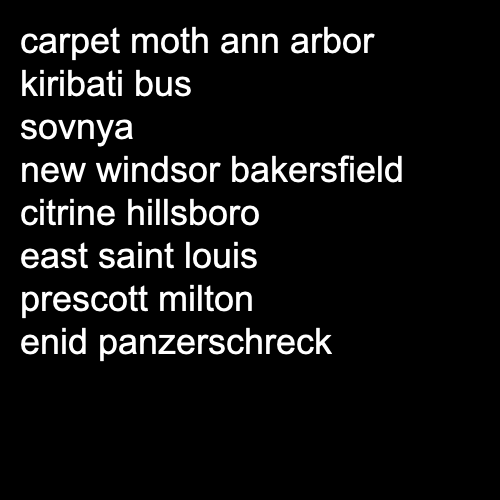 carpet moth ann arbor
kiribati bus
sovnya
new windsor bakersfield
citrine hillsboro
east saint louis
prescott milton
enid panzerschreck